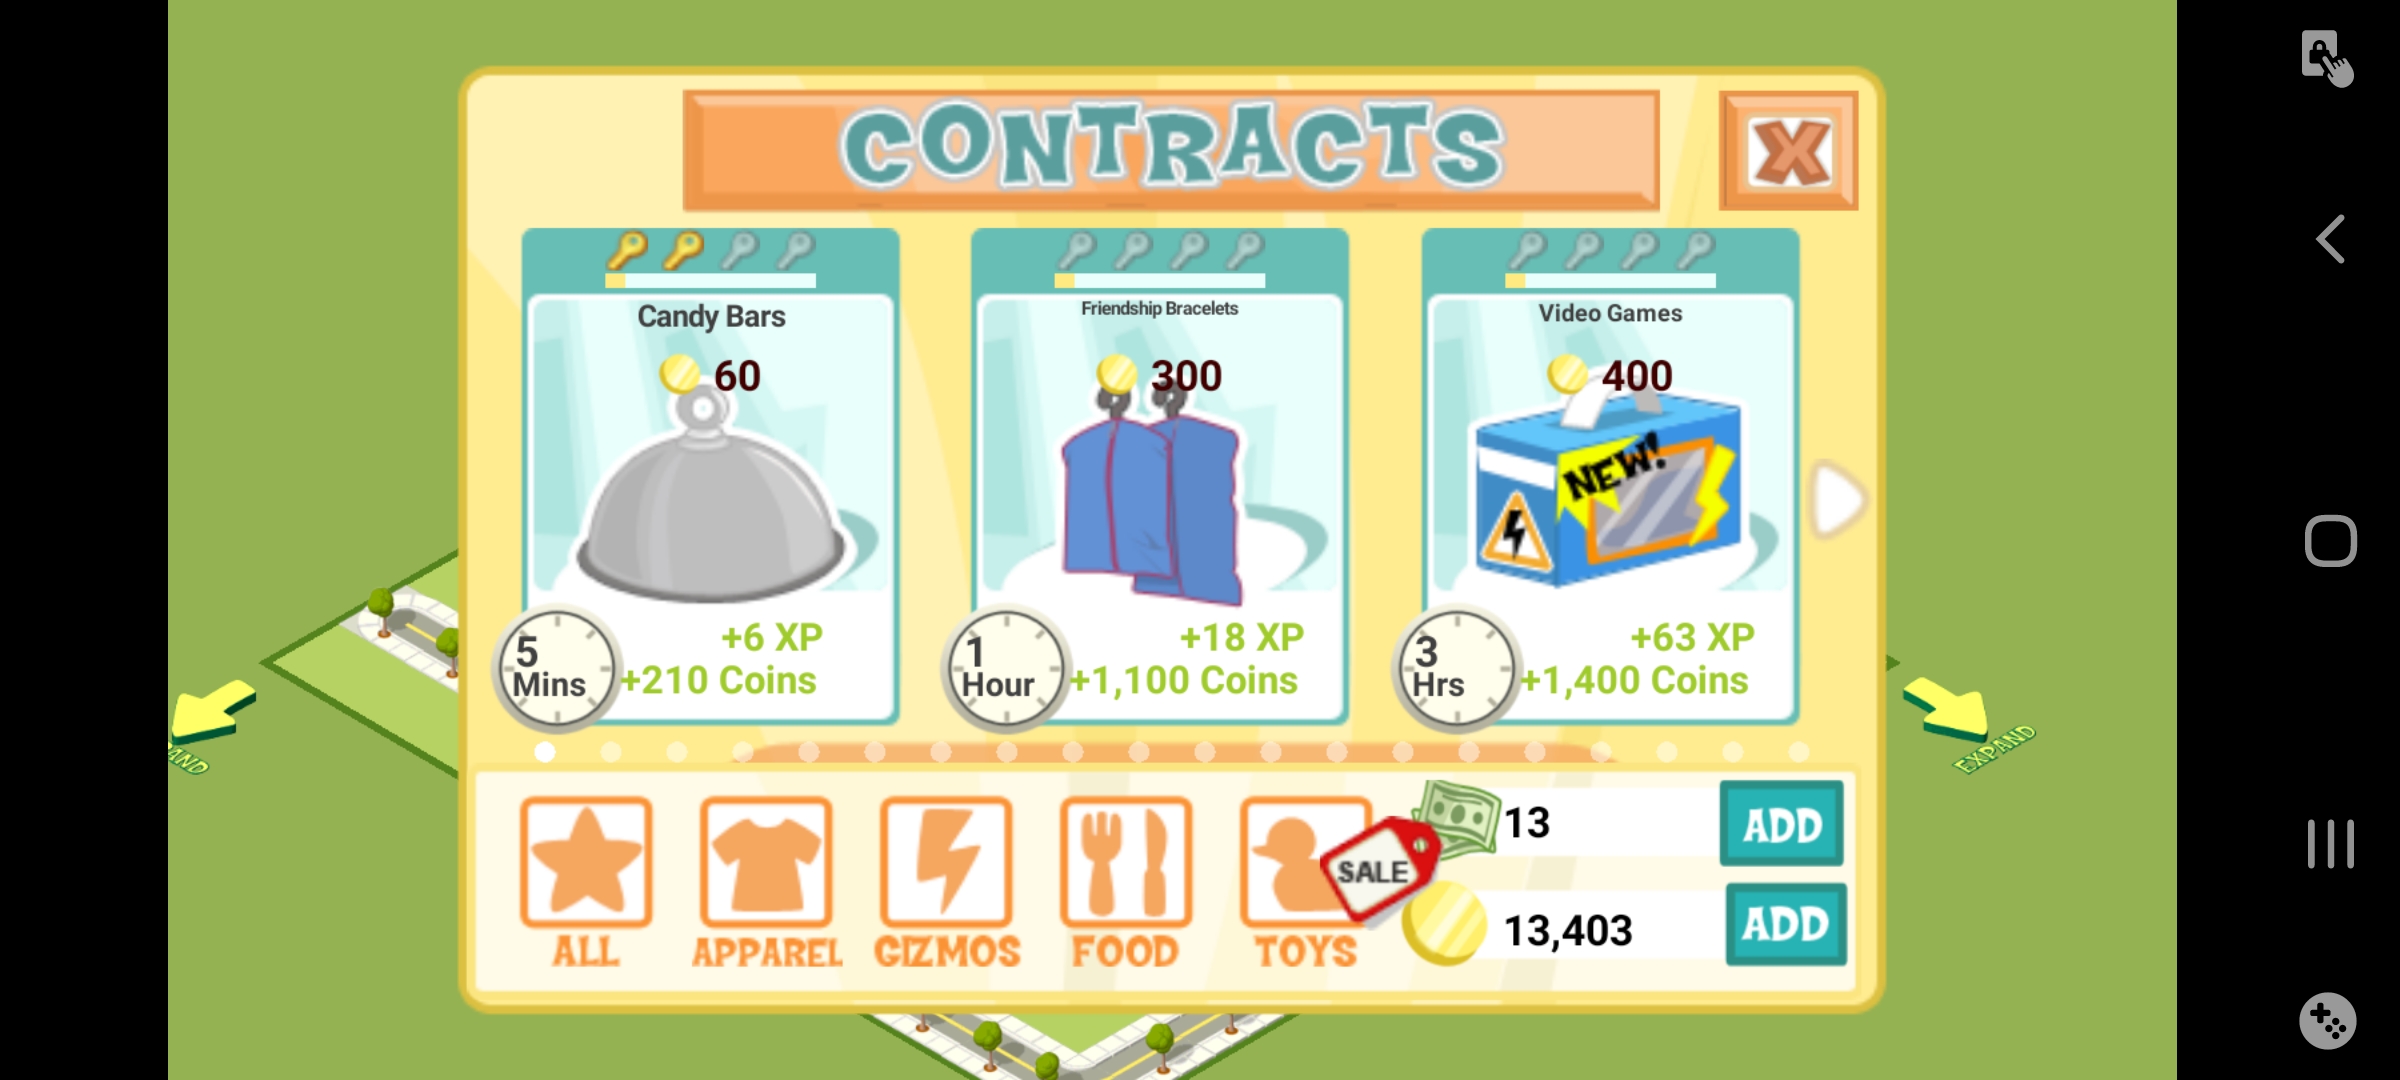 CONTRACTS
X
Candy Bars
60
5
Mins
+6 XP
+210 Coins
Friendship Bracelets
300
1
Hour
+18 XP
+1,100 Coins
Video Games
400
NEW!
3
Hrs
+63 XP
+1,400 Coins
AND
EXPAND
ALL
APPAREL
GIZMOS
FOOD
TOYS
SALE
13
ADD
13,403
ADD